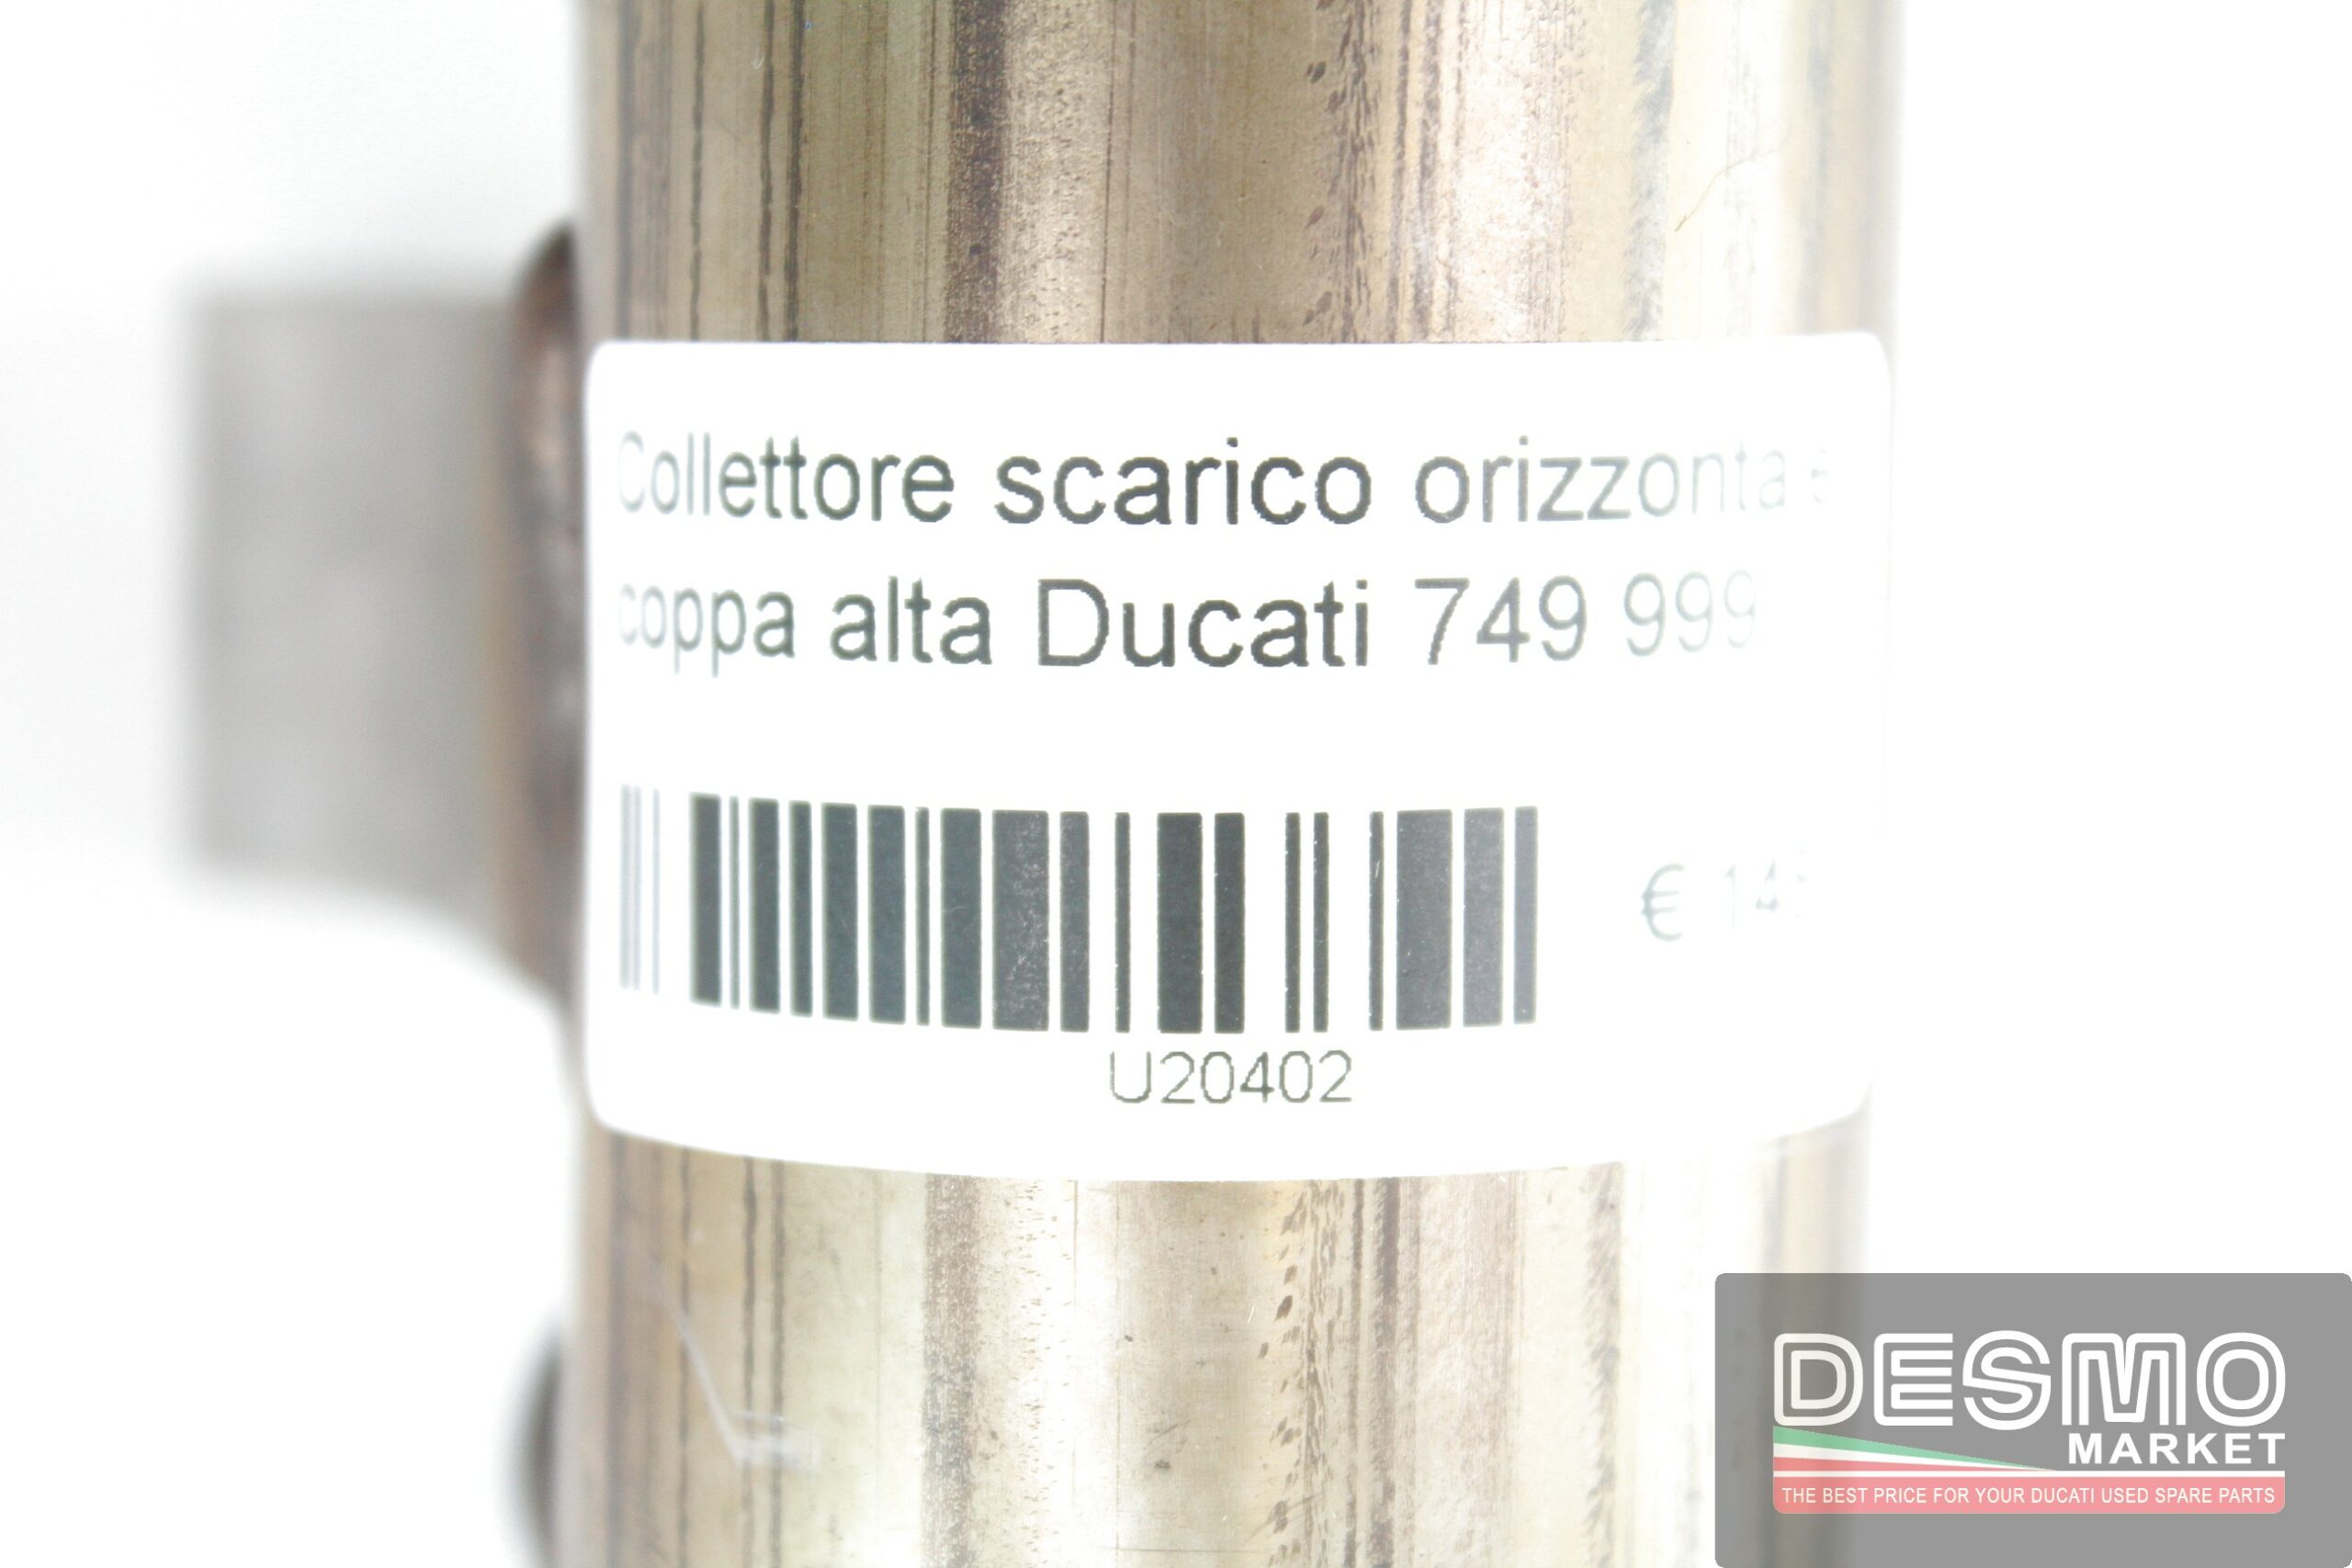 Collettore scarico orizzontale
coppa alta Ducati 749 999
U20402
DESMO
MARKET
THE BEST PRICE FOR YOUR DUCATI USED SPARE PARTS